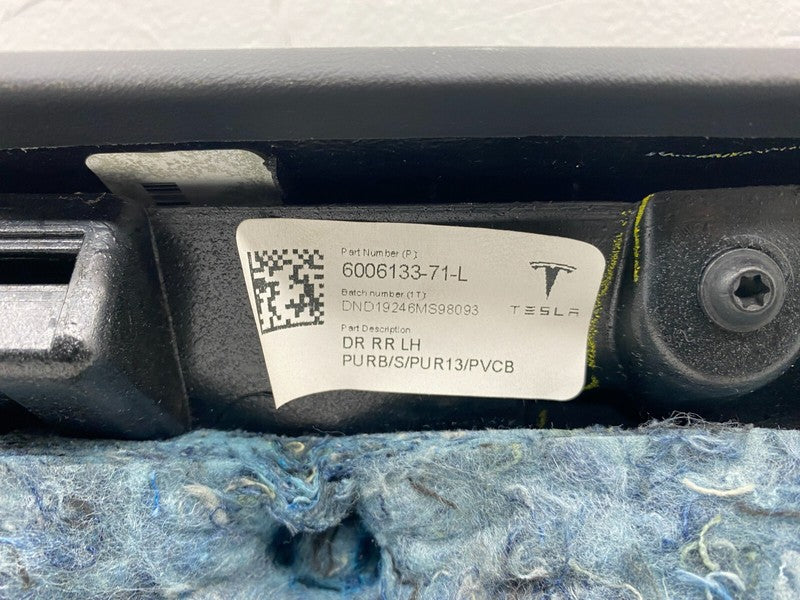 Part Number (P):
6006133-71-L
Batch number (1T):
DND19246MS98093
TESLA
Part Description
DR RR LH
PURB/S/PUR13/PVCB